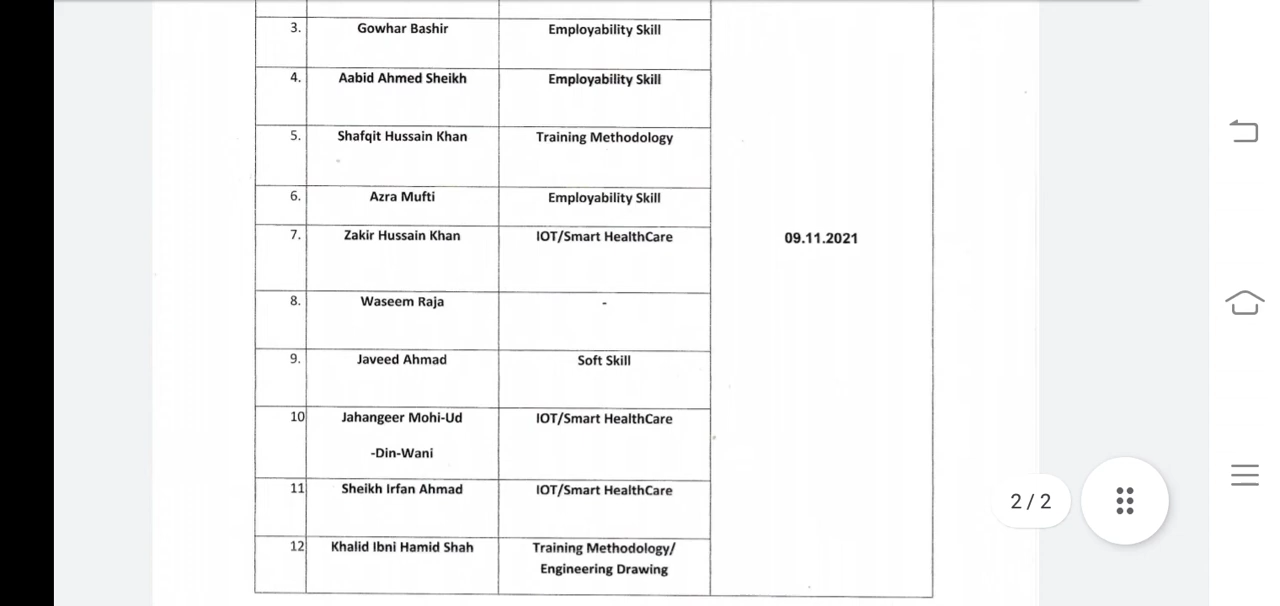 3. Gowhar Bashir Employability Skill
4. Aabid Ahmed Sheikh Employability Skill
5. Shafqit Hussain Khan Training Methodology
6. Azra Mufti Employability Skill
7. Zakir Hussain Khan IOT/Smart HealthCare 09.11.2021
8. Waseem Raja -
9. Javeed Ahmad Soft Skill
10 Jahangeer Mohi-Ud IOT/Smart HealthCare
-Din-Wani
11 Sheikh Irfan Ahmad IOT/Smart HealthCare
2 / 2
12 Khalid Ibni Hamid Shah Training Methodology/
Engineering Drawing